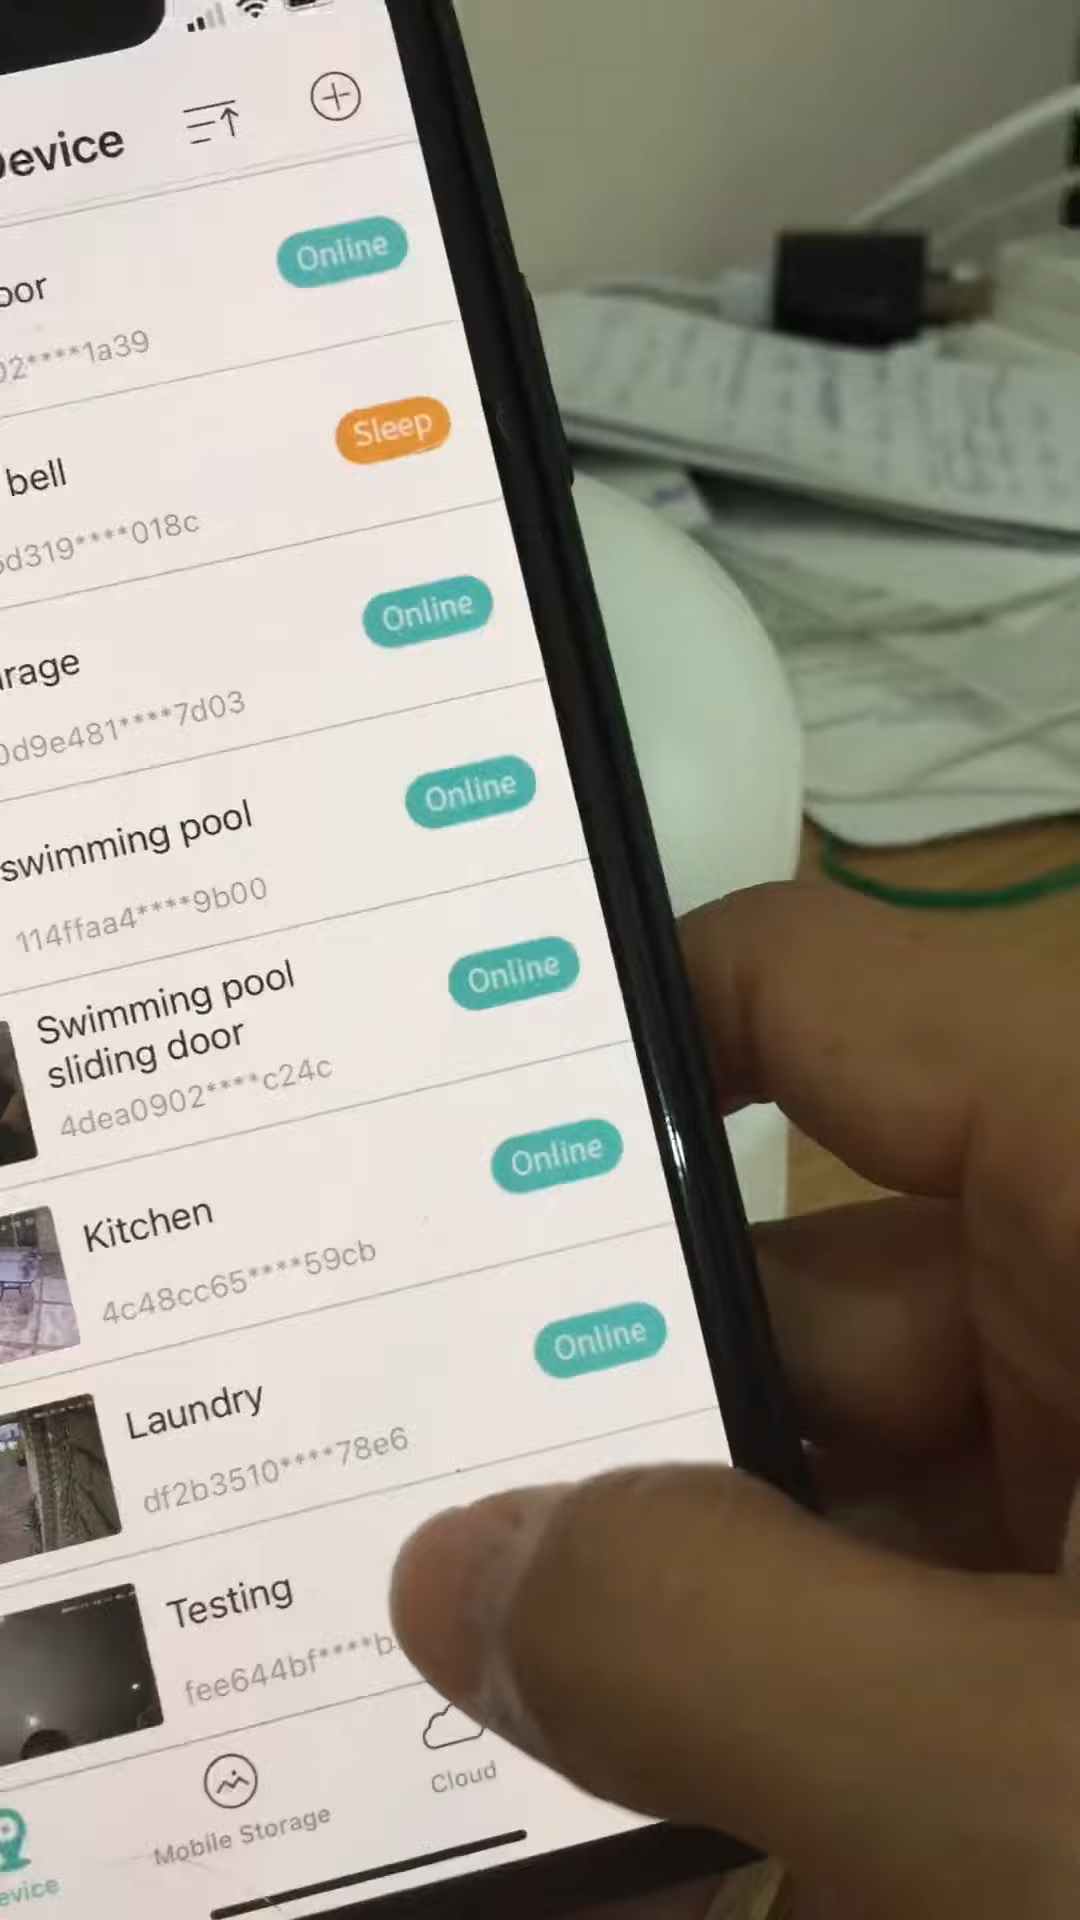 Device
Online
oor
02****1a39
Sleep
bell
d319****018c
Online
rage
0d9e481****7d03
Online
swimming pool
114ffaa4****9b00
Online
Swimming pool
sliding door
4dea0902****c24c
Online
Kitchen
4c48cc65****59cb
Online
Laundry
df2b3510****78e6
Testing
fee644bf****b
Cloud
Mobile Storage
evice